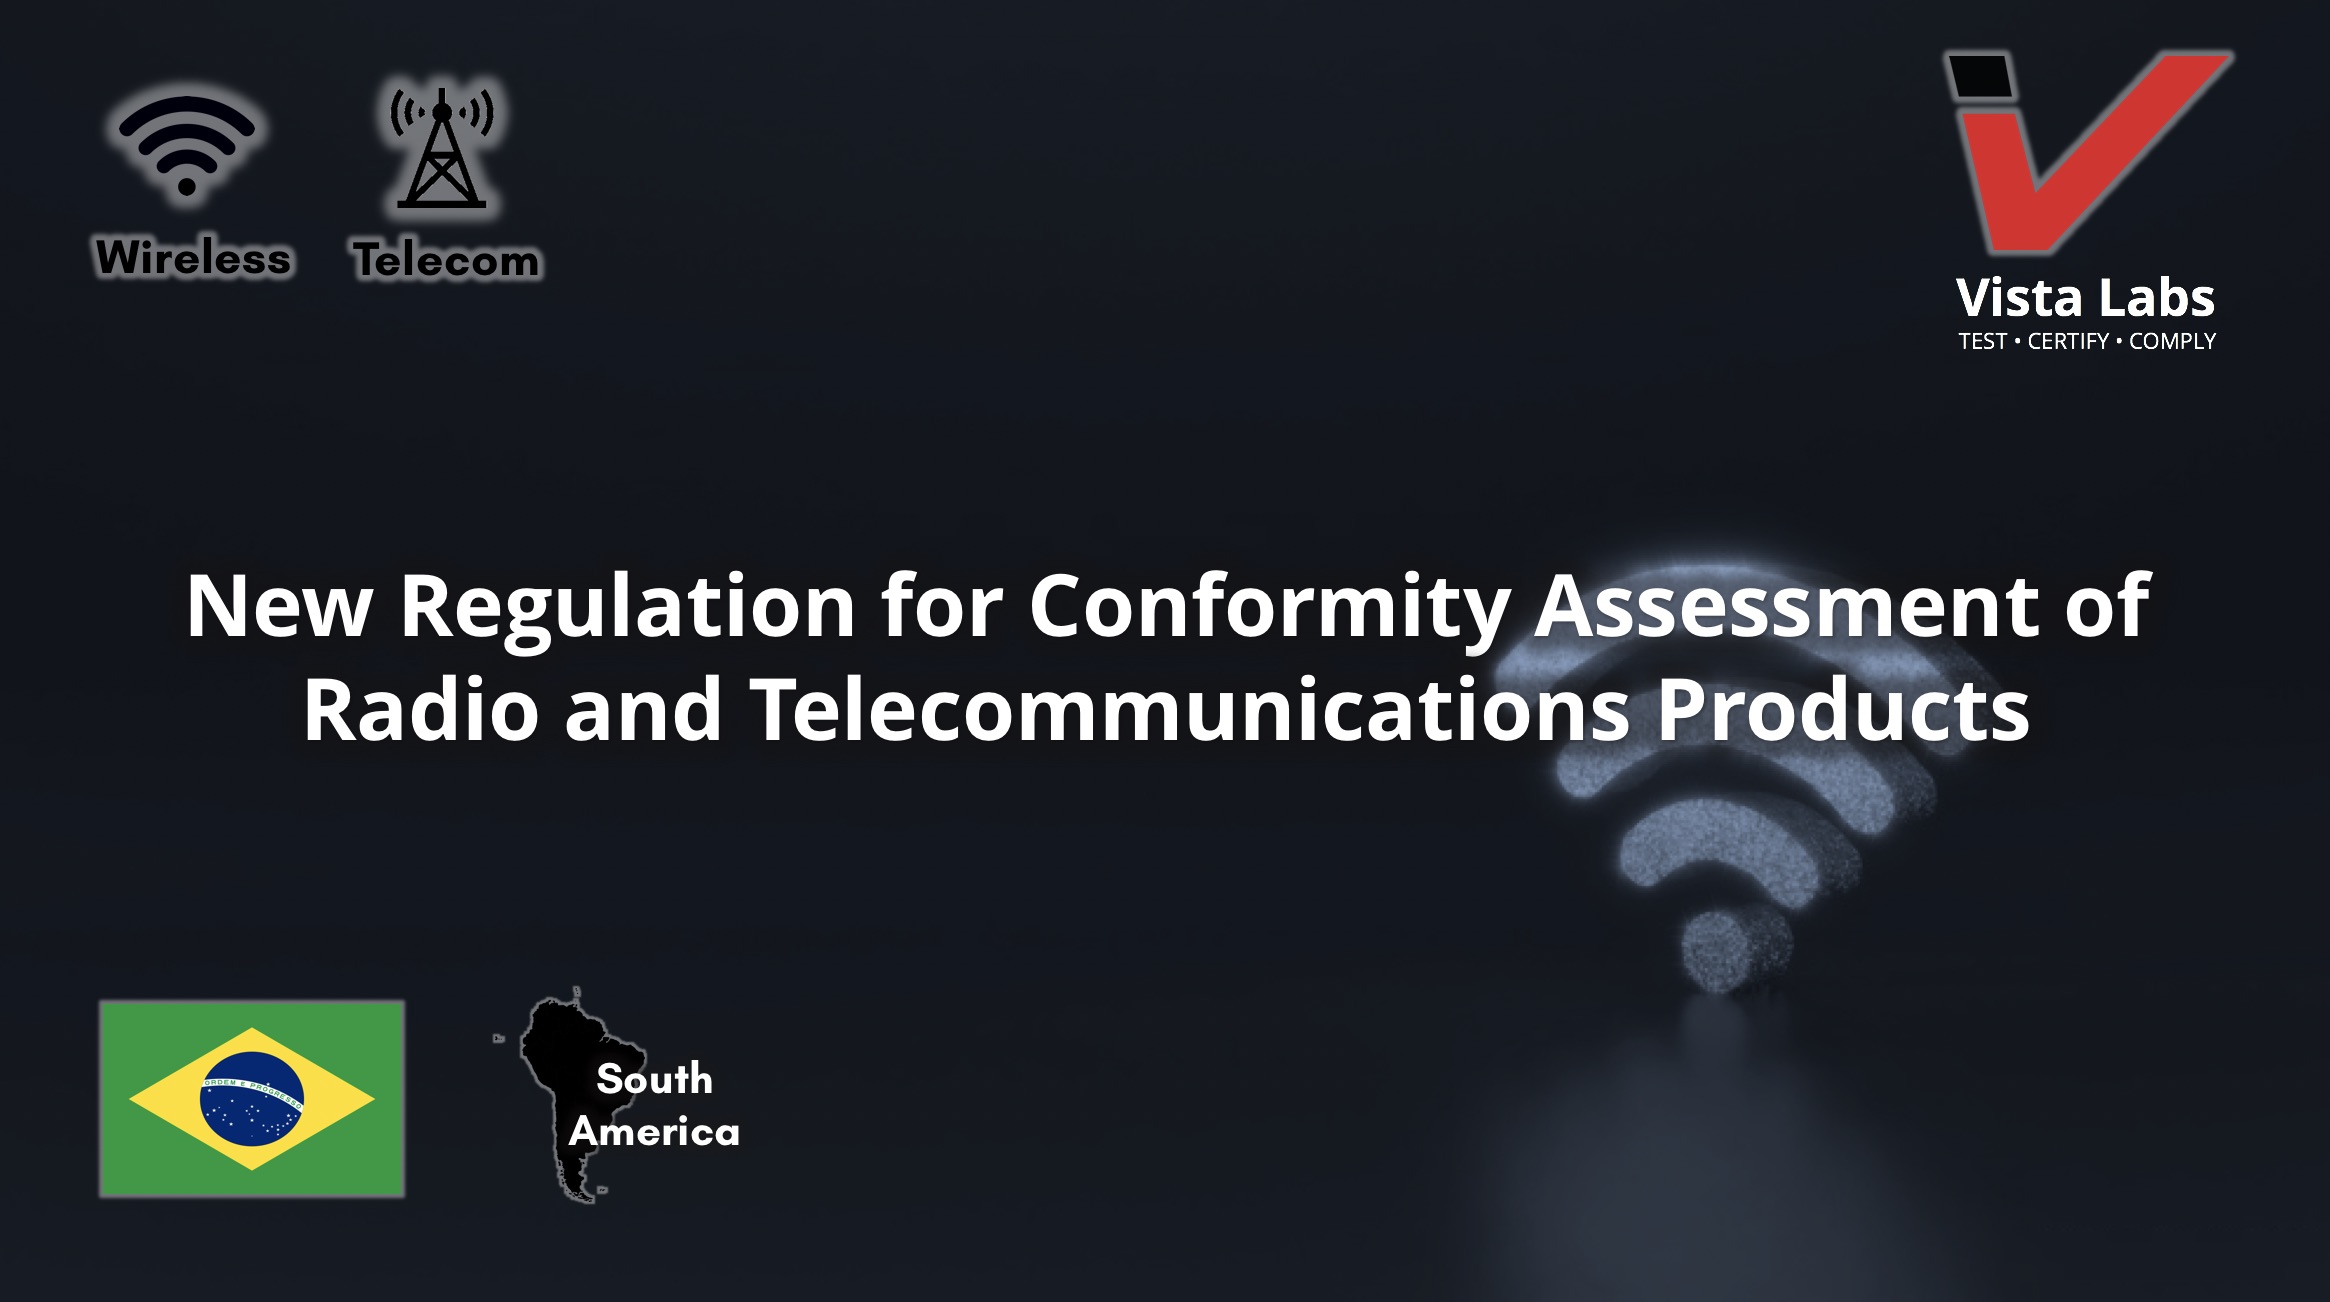 Wireless
Telecom
Vista Labs
TEST • CERTIFY • COMPLY
New Regulation for Conformity Assessment of
Radio and Telecommunications Products
ORDEM E PROGRESSO
South
America